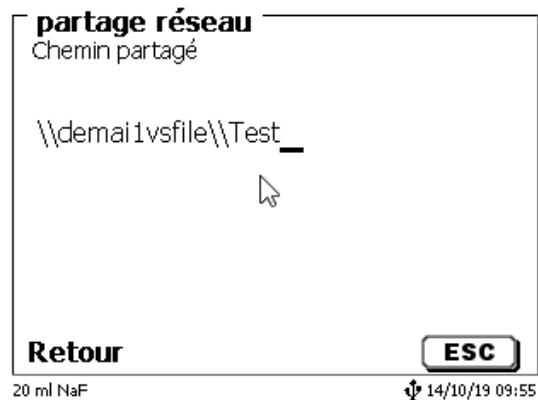 partage réseau
Chemin partagé
\\demai1vsfile\\Test_
Retour ESC
20 ml NaF 14/10/19 09:55